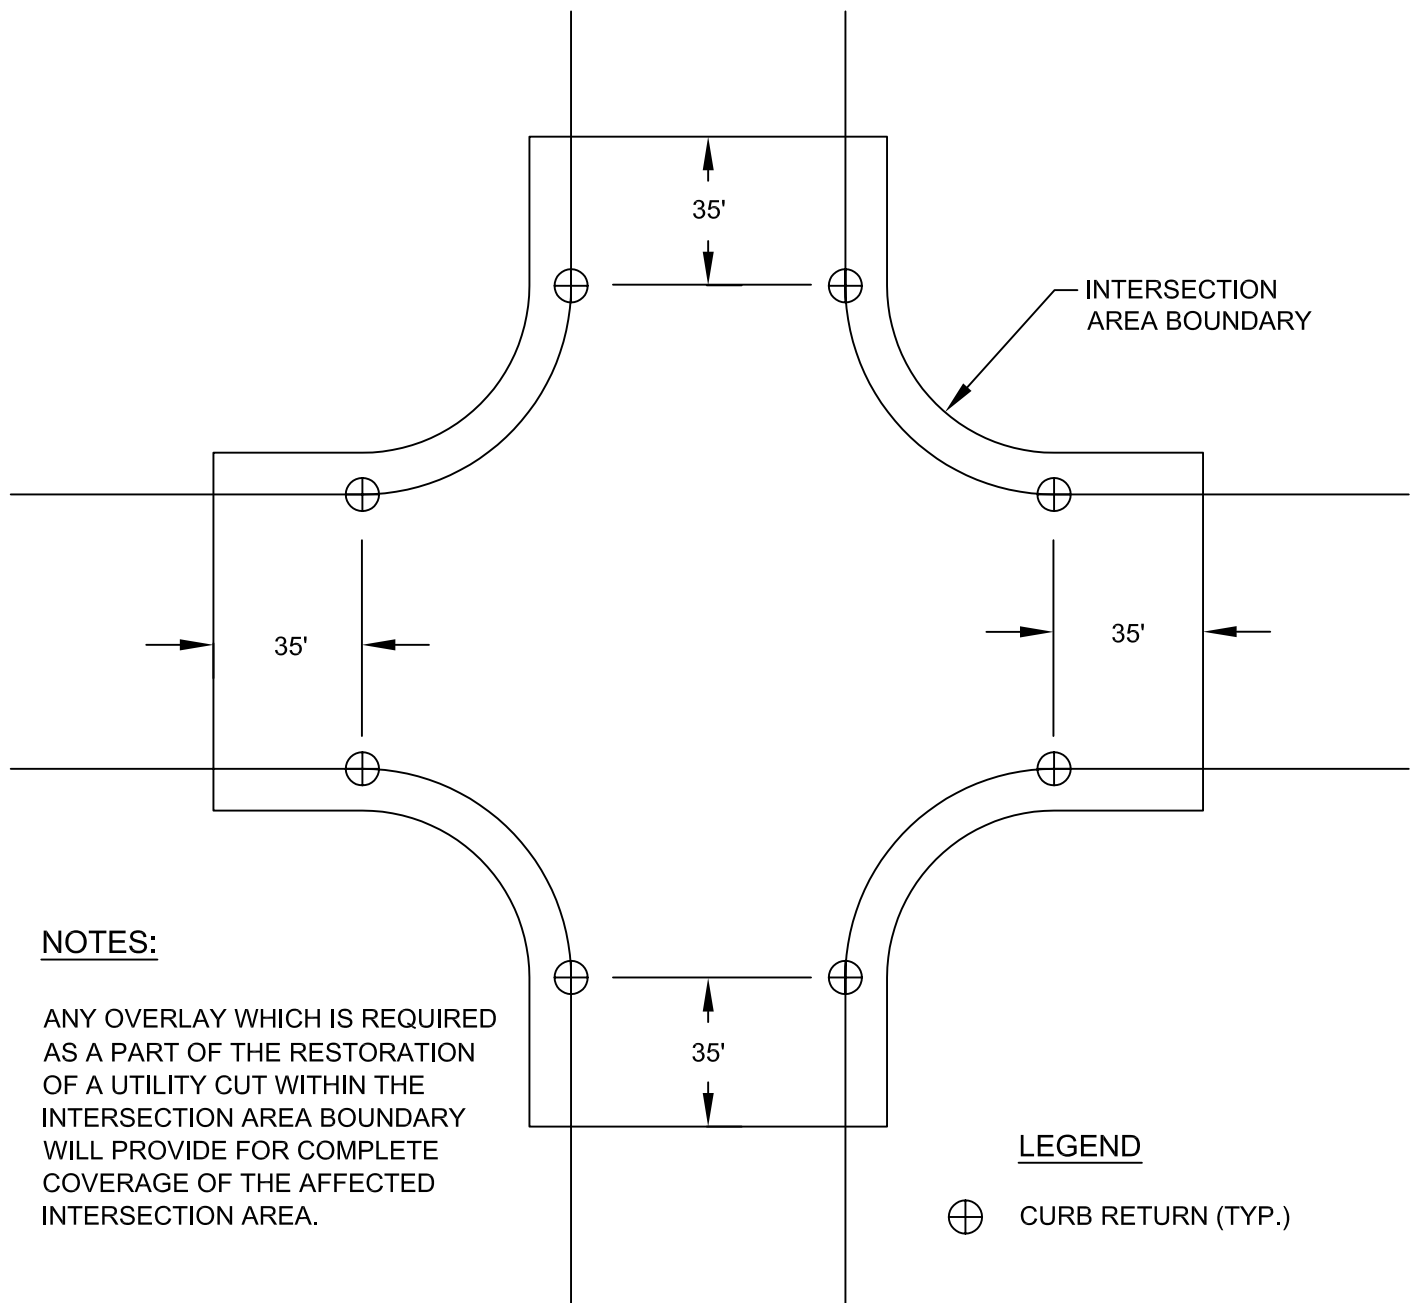 35'
INTERSECTION
AREA BOUNDARY
35'
35'
NOTES:
ANY OVERLAY WHICH IS REQUIRED
AS A PART OF THE RESTORATION
OF A UTILITY CUT WITHIN THE
INTERSECTION AREA BOUNDARY
WILL PROVIDE FOR COMPLETE
COVERAGE OF THE AFFECTED
INTERSECTION AREA.
35'
LEGEND
CURB RETURN (TYP.)